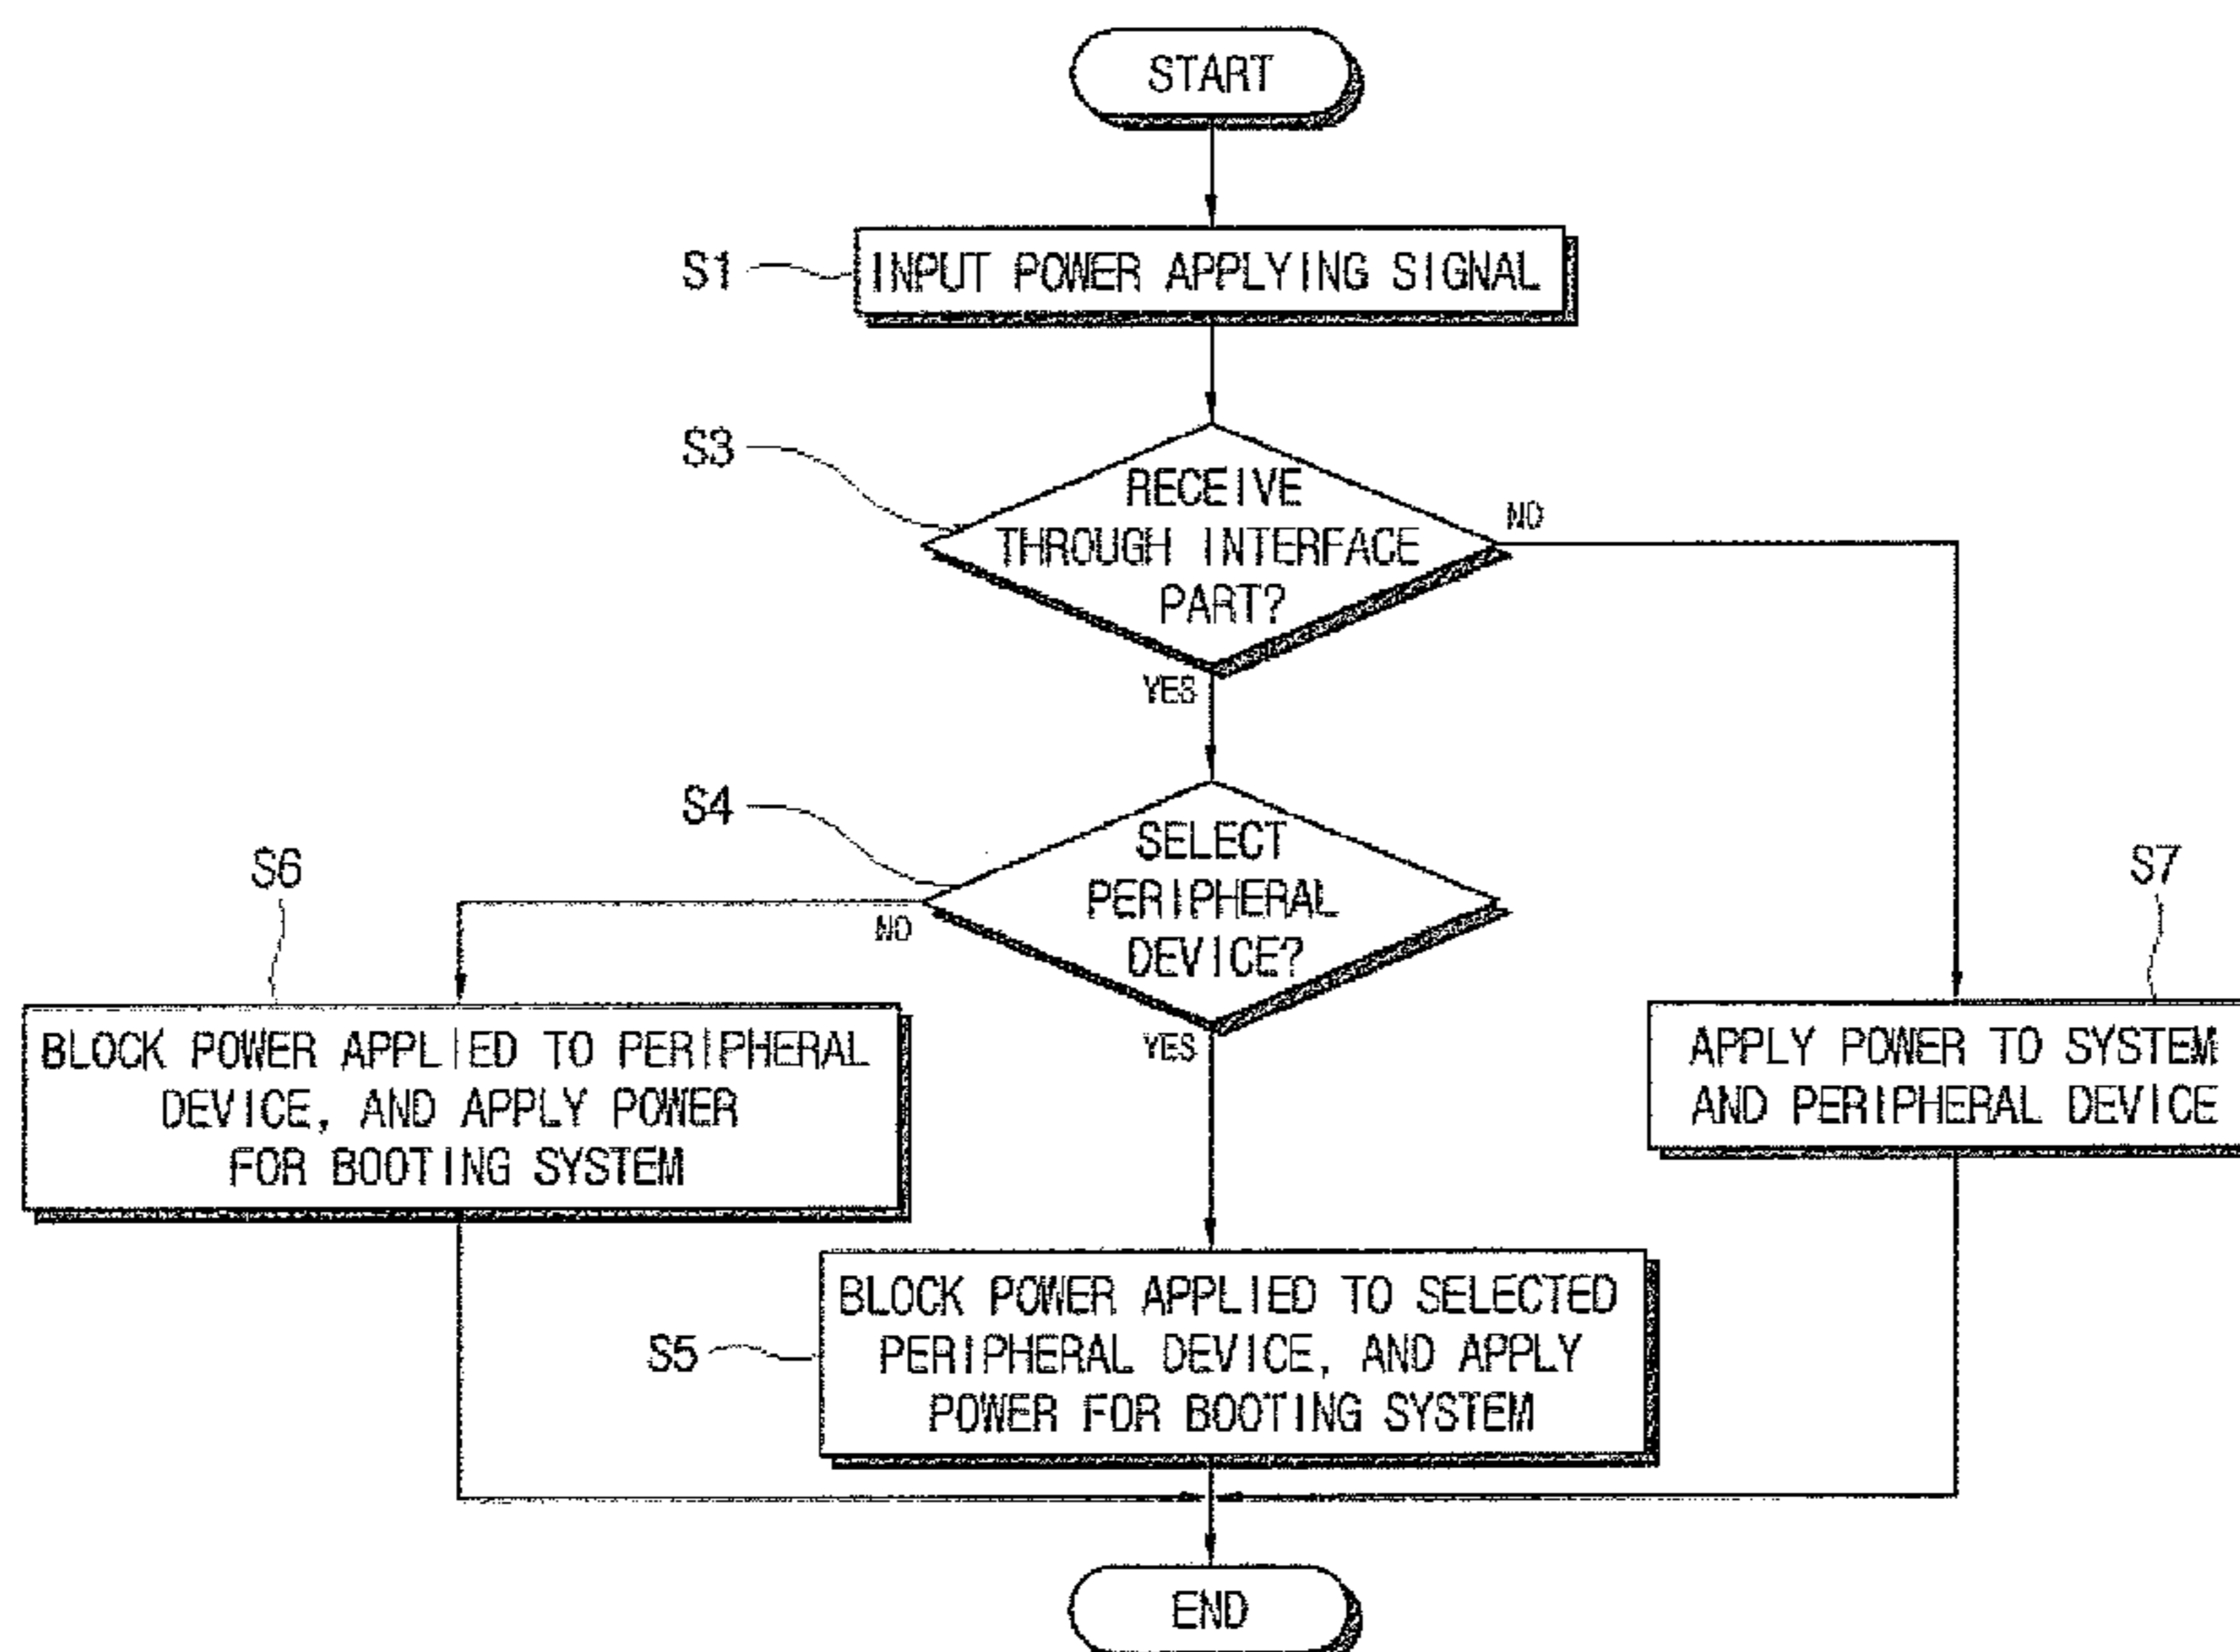 START
S1
INPUT POWER APPLYING SIGNAL
S3
RECEIVE
THROUGH INTERFACE
PART?
NO
YES
S4
SELECT
PERIPHERAL
DEVICE?
NO
YES
S6
BLOCK POWER APPLIED TO PERIPHERAL
DEVICE, AND APPLY POWER
FOR BOOTING SYSTEM
S7
APPLY POWER TO SYSTEM
AND PERIPHERAL DEVICE
S5
BLOCK POWER APPLIED TO SELECTED
PERIPHERAL DEVICE, AND APPLY
POWER FOR BOOTING SYSTEM
END